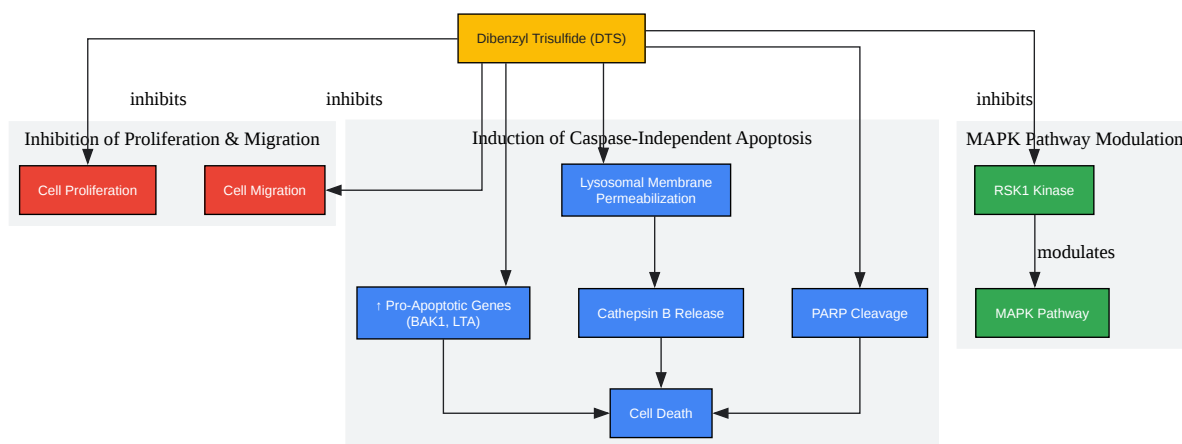 Dibenzyl Trisulfide (DTS)
inhibits
inhibits
inhibits
Inhibition of Proliferation & Migration
Induction of Caspase-Independent Apoptosis
MAPK Pathway Modulation
Cell Proliferation
Cell Migration
Lysosomal Membrane
Permeabilization
RSK1 Kinase
modulates
↑ Pro-Apoptotic Genes
(BAK1, LTA)
Cathepsin B Release
PARP Cleavage
MAPK Pathway
Cell Death